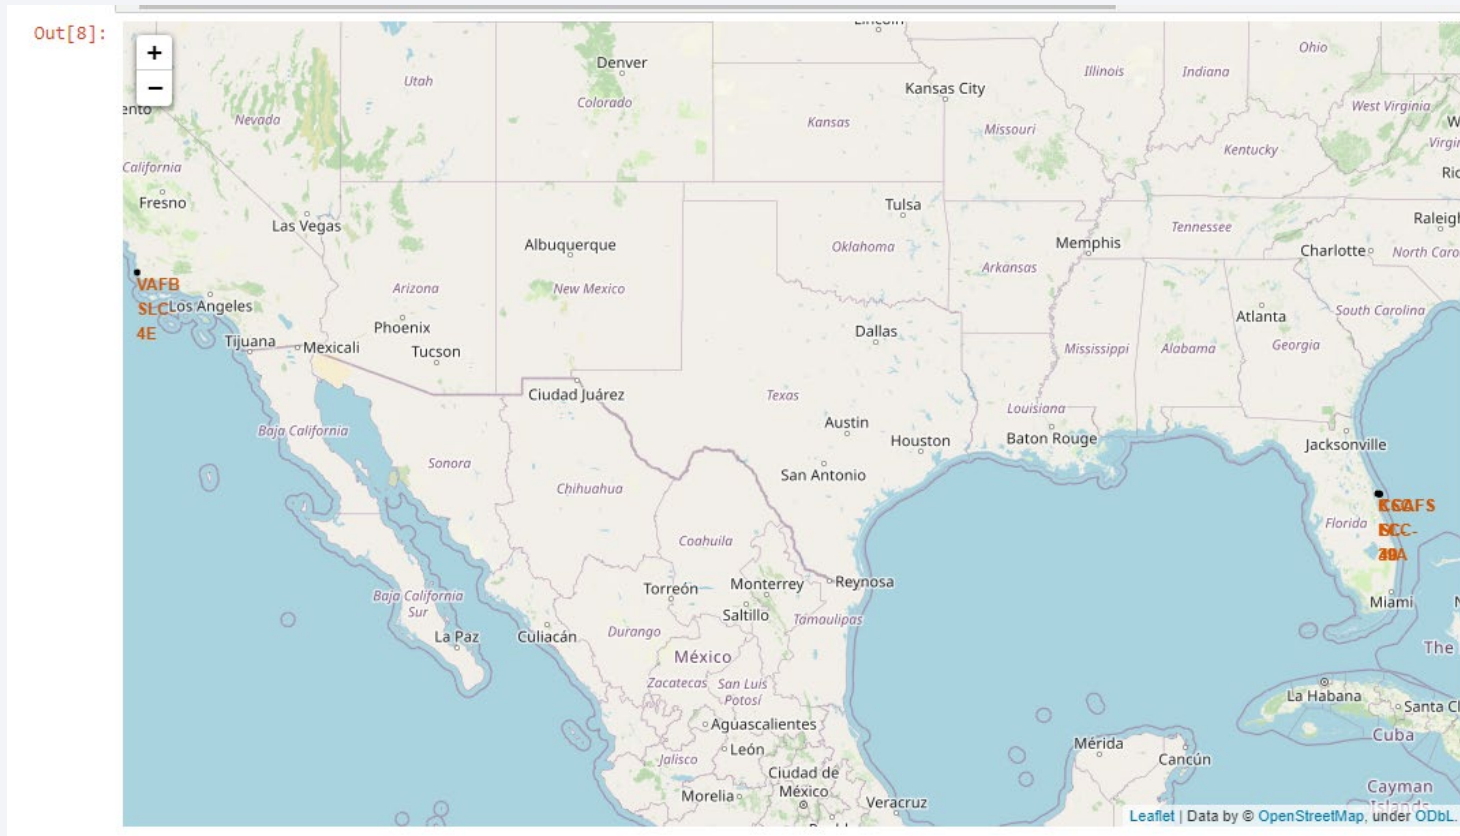 Out[8]:
+
−
Lincoln
Denver
Utah
Colorado
ento
Nevada
Kansas City
Kansas
Missouri
Illinois
Indiana
Ohio
West Virginia
Kentucky
California
Fresno
Las Vegas
Albuquerque
New Mexico
Arizona
Phoenix
Tucson
Tulsa
Oklahoma
Arkansas
Memphis
Tennessee
Charlotte
Raleigh
North Caro
South Carolina
Atlanta
Georgia
Alabama
Mississippi
VAFB
SLC-
4E
Los Angeles
Tijuana
Mexicali
Ciudad Juárez
Dallas
Texas
Austin
Houston
San Antonio
Louisiana
Baton Rouge
Jacksonville
Florida
Miami
Baja California
Sonora
Chihuahua
Coahuila
Baja California
Sur
La Paz
Culiacán
Torreón
Monterrey
Saltillo
Reynosa
Tamaulipas
Durango
México
Zacatecas
San Luis
Potosí
Aguascalientes
León
Jalisco
Ciudad de
México
Morelia
Veracruz
Mérida
Cancún
The
La Habana
Santa Cl
Cuba
Cayman
Islands
Leaflet | Data by © OpenStreetMap, under ODbL.